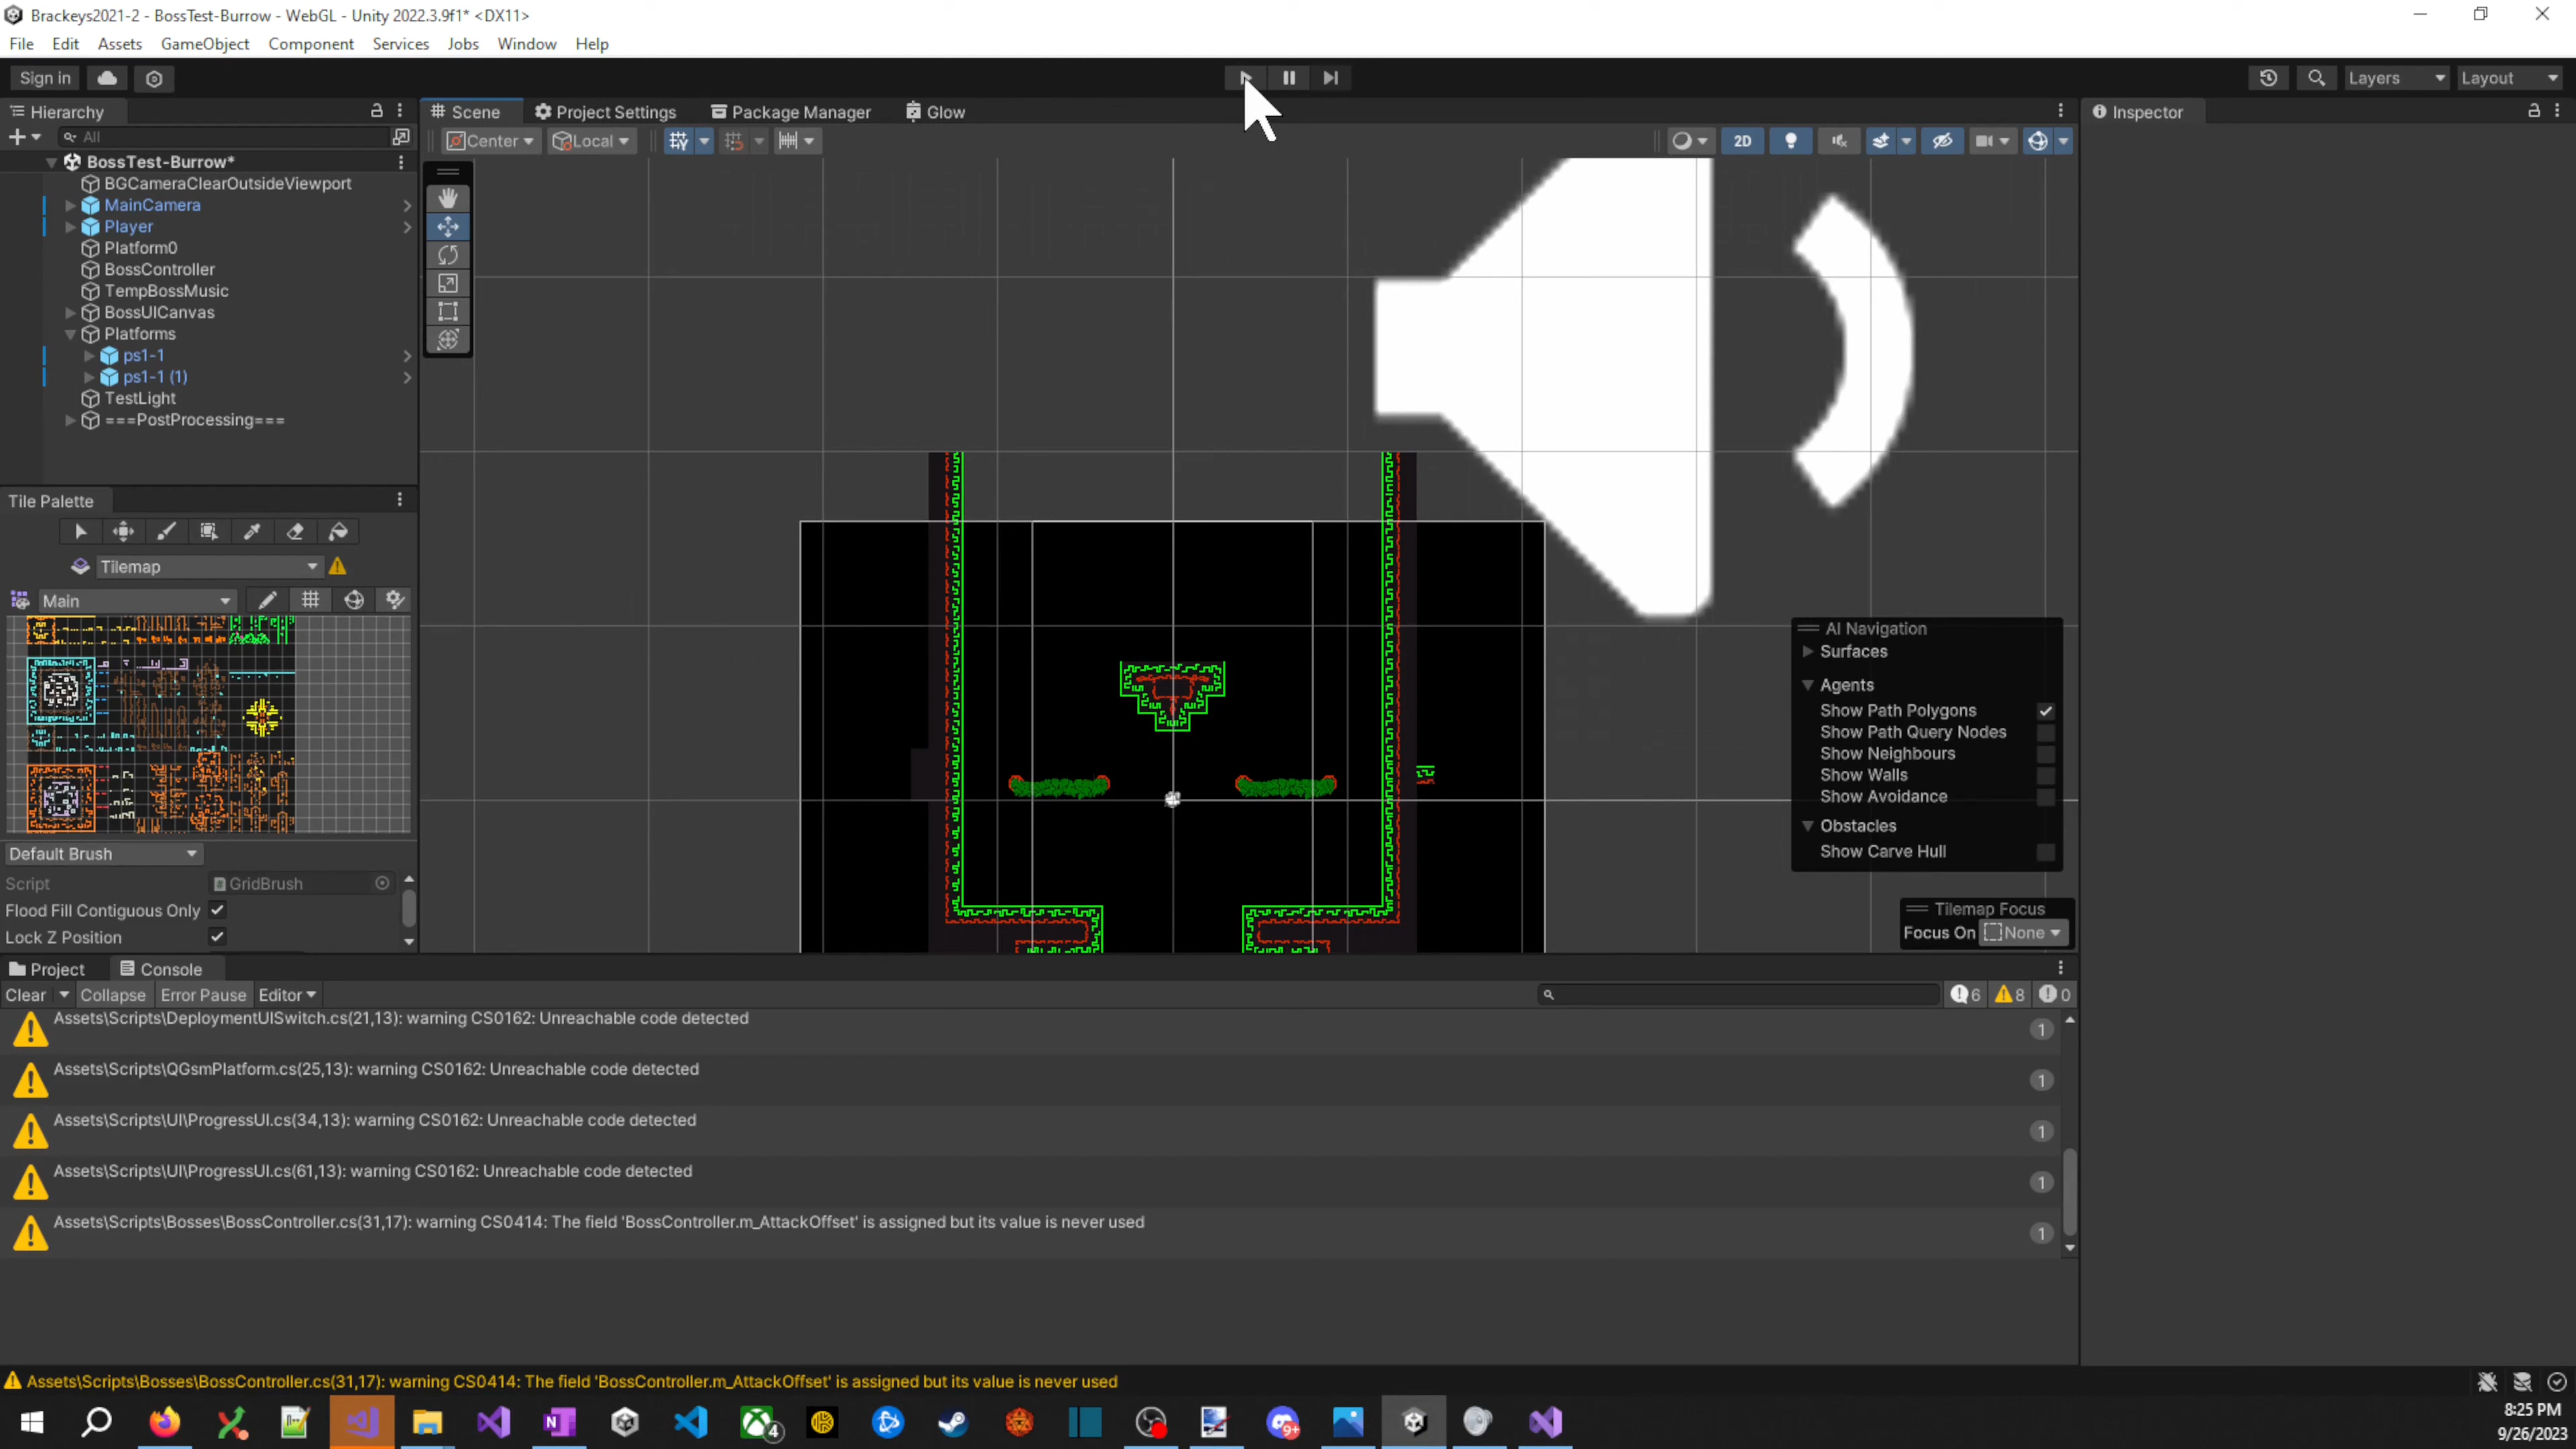 Brackeys2021-2 - BossTest-Burrow - WebGL - Unity 2022.3.9f1* <DX11>
File Edit Assets GameObject Component Services Jobs Window Help
Sign in
Layers
Layout
Hierarchy
Scene
Project Settings
Package Manager
Glow
Inspector
All
Center
Local
2D
BossTest-Burrow*
BGCameraClearOutsideViewport
MainCamera
Player
Platform0
BossController
TempBossMusic
BossUICanvas
Platforms
ps1-1
ps1-1 (1)
TestLight
===PostProcessing===
Tile Palette
Tilemap
Main
Default Brush
Script
GridBrush
Flood Fill Contiguous Only
Lock Z Position
AI Navigation
Surfaces
Agents
Show Path Polygons
Show Path Query Nodes
Show Neighbours
Show Walls
Show Avoidance
Obstacles
Show Carve Hull
Tilemap Focus
Focus On None
Project
Console
Clear Collapse Error Pause Editor
6 8 0
Assets\Scripts\DeploymentUISwitch.cs(21,13): warning CS0162: Unreachable code detected
1
Assets\Scripts\QGsmPlatform.cs(25,13): warning CS0162: Unreachable code detected
1
Assets\Scripts\UI\ProgressUI.cs(34,13): warning CS0162: Unreachable code detected
1
Assets\Scripts\UI\ProgressUI.cs(61,13): warning CS0162: Unreachable code detected
1
Assets\Scripts\Bosses\BossController.cs(31,17): warning CS0414: The field 'BossController.m_AttackOffset' is assigned but its value is never used
1
Assets\Scripts\Bosses\BossController.cs(31,17): warning CS0414: The field 'BossController.m_AttackOffset' is assigned but its value is never used
4
9+
8:25 PM
9/26/2023